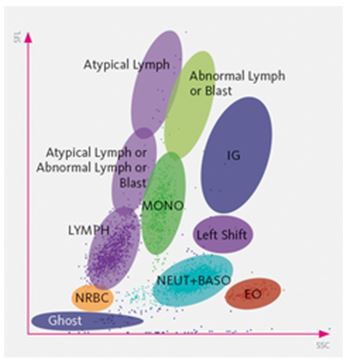 SFL
Atypical Lymph
Abnormal Lymph
or Blast
IG
Atypical Lymph or
Abnormal Lymph or
Blast
MONO
LYMPH
Left Shift
NEUT+BASO
EO
NRBC
Ghost
SSC